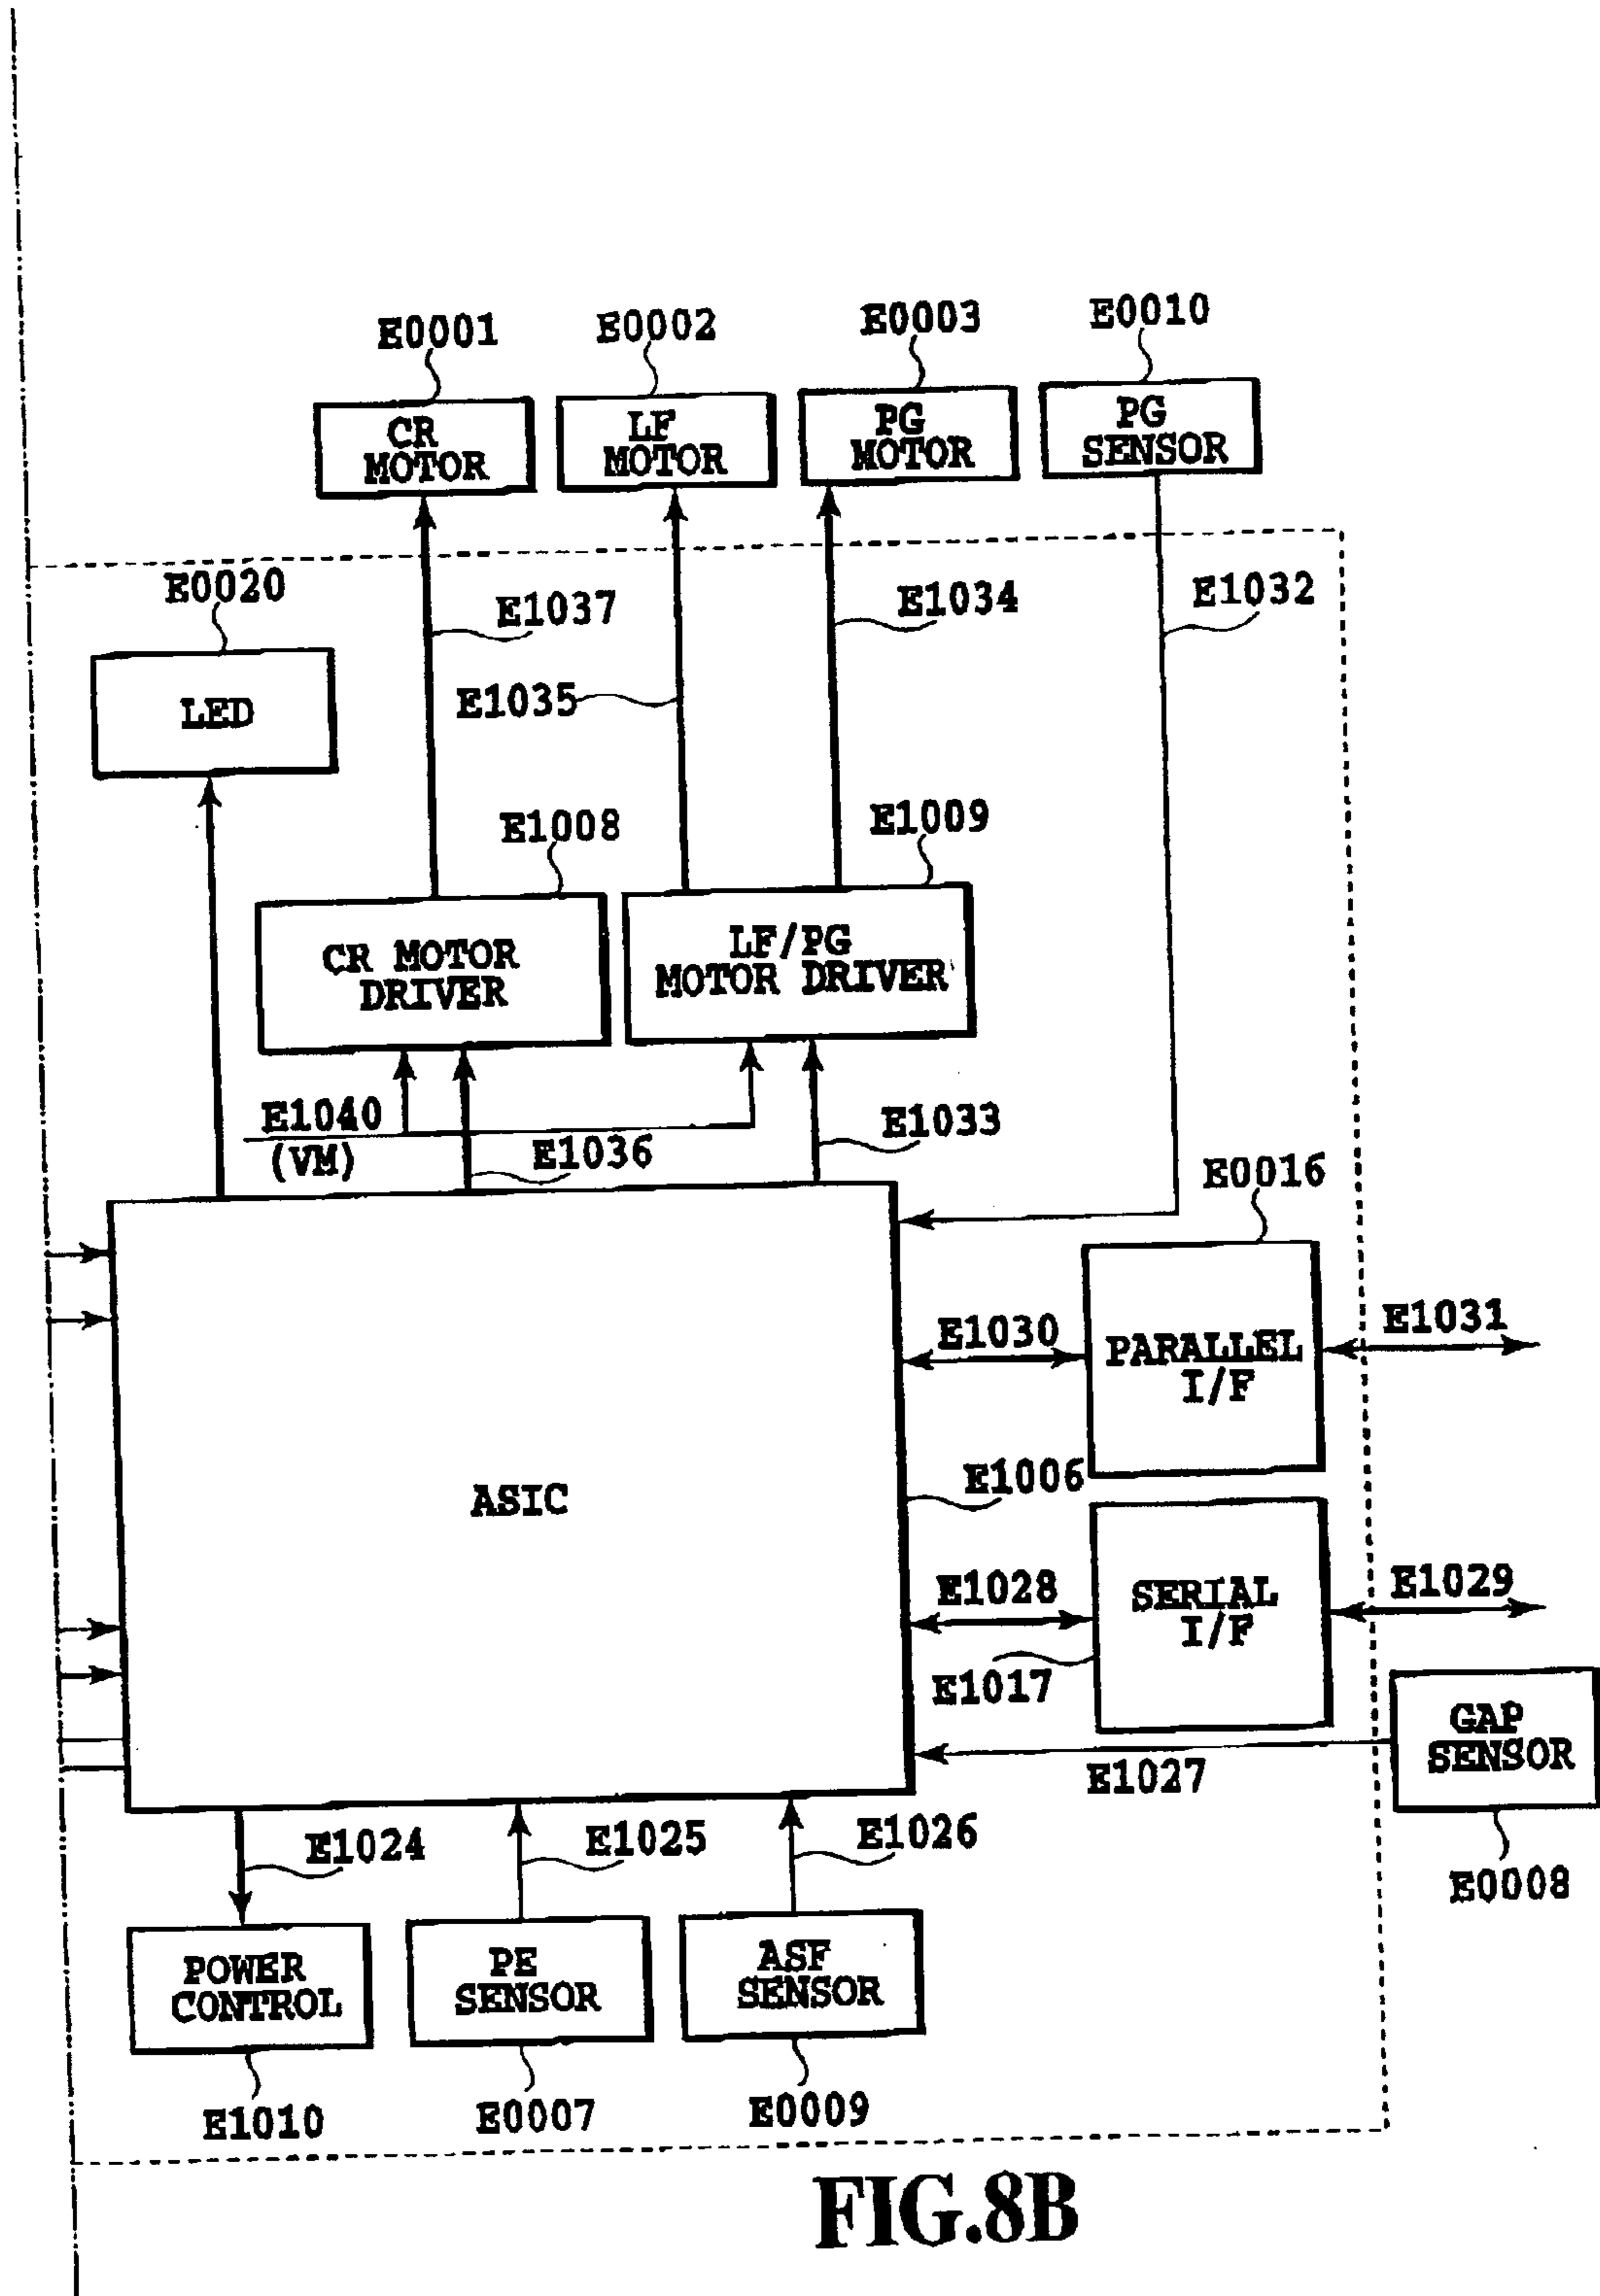 E0001
E0002
E0003
E0010
CR
MOTOR
LF
MOTOR
PG
MOTOR
PG
SENSOR
E0020
E1037
E1034
E1032
LED
E1035
E1008
E1009
CR MOTOR
DRIVER
LF/PG
MOTOR DRIVER
E1040
(VM)
E1036
E1033
E0016
E1030
PARALLEL
I/F
E1031
E1006
ASIC
E1028
SERIAL
I/F
E1029
E1017
GAP
SENSOR
E1027
E1024
E1025
E1026
E0008
POWER
CONTROL
PE
SENSOR
ASF
SENSOR
E1010
E0007
E0009
FIG.8B